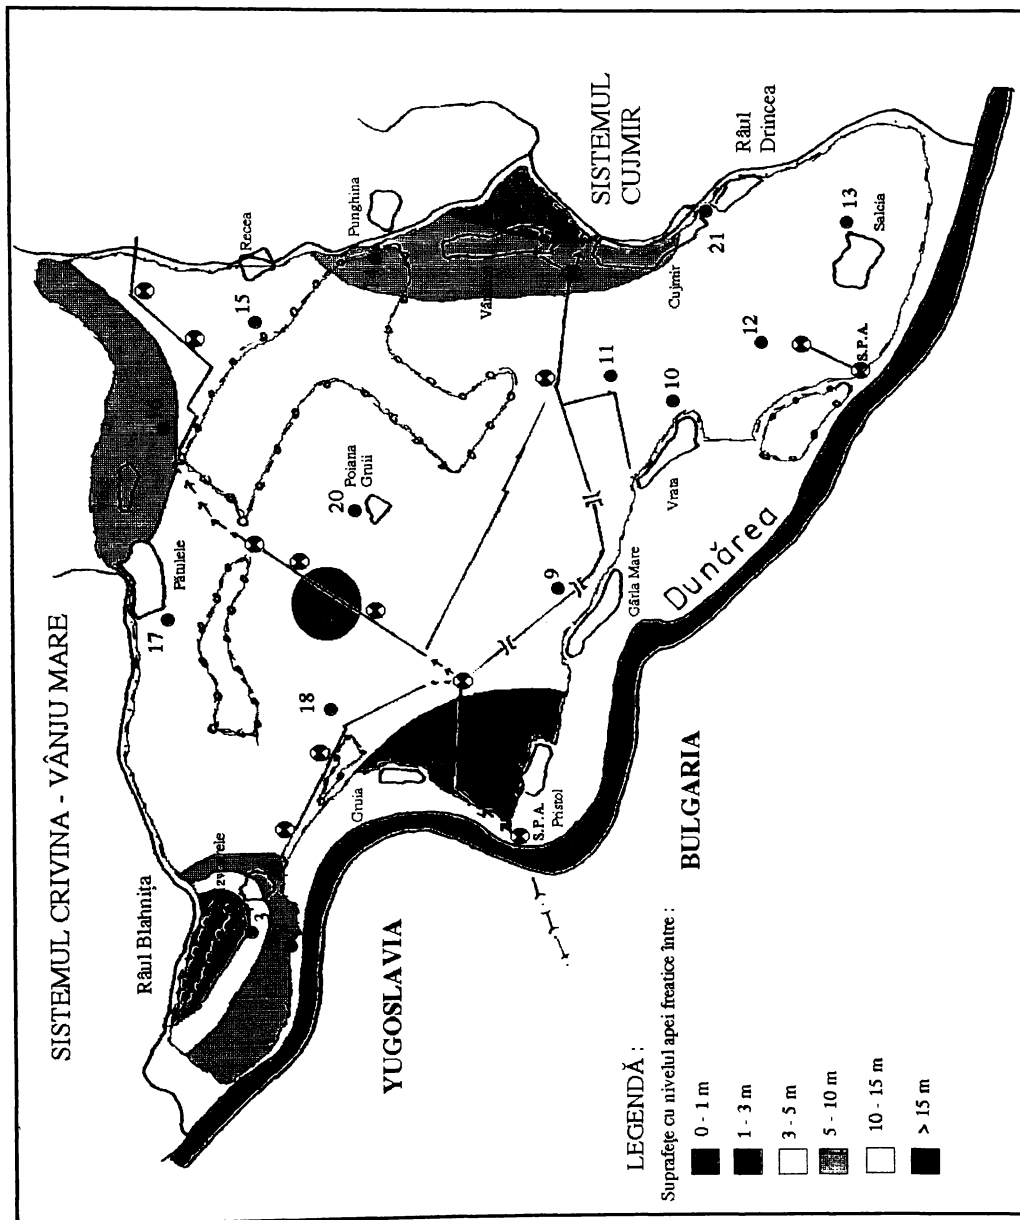 SISTEMUL CRIVINA - VÂNJU MARE
Râul Blahnița
17
Pătulele
15
Recea
Punghina
SISTEMUL
CUJMIR
Râul
Drincea
20
Poiana
Gruii
18
Gruia
3
11
10
Cujmir
21
12
13
Salcia
S.P.A.
9
Gârla Mare
Vrata
S.P.A.
Pristol
Dunărea
YUGOSLAVIA
BULGARIA
LEGENDĂ :
Suprafețe cu nivelul apei freatice între :
0 - 1 m
1 - 3 m
3 - 5 m
5 - 10 m
10 - 15 m
> 15 m